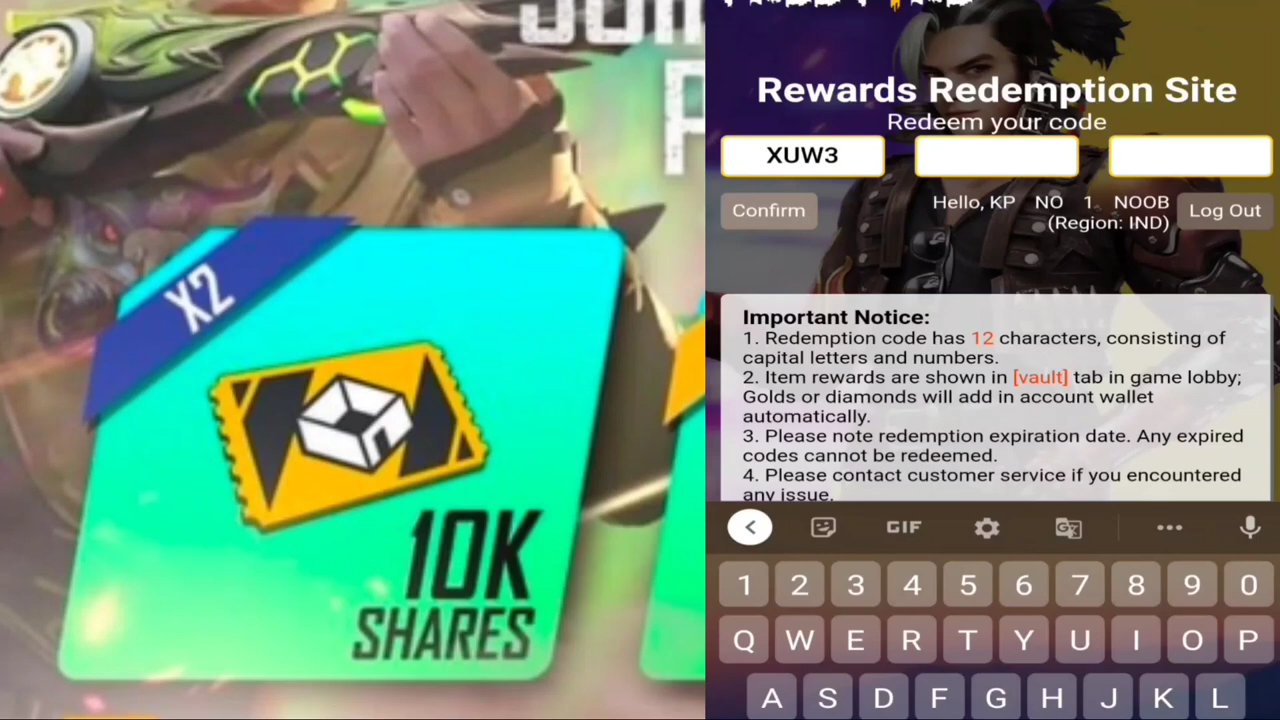 X2
10K
SHARES
Rewards Redemption Site
Redeem your code
XUW3
Confirm
Hello, KP NO 1 NOOB
(Region: IND)
Log Out
Important Notice:
1. Redemption code has 12 characters, consisting of
capital letters and numbers.
2. Item rewards are shown in [vault] tab in game lobby;
Golds or diamonds will add in account wallet
automatically.
3. Please note redemption expiration date. Any expired
codes cannot be redeemed.
4. Please contact customer service if you encountered
any issue.
GIF
1 2 3 4 5 6 7 8 9 0
Q W E R T Y U I O P
A S D F G H J K L